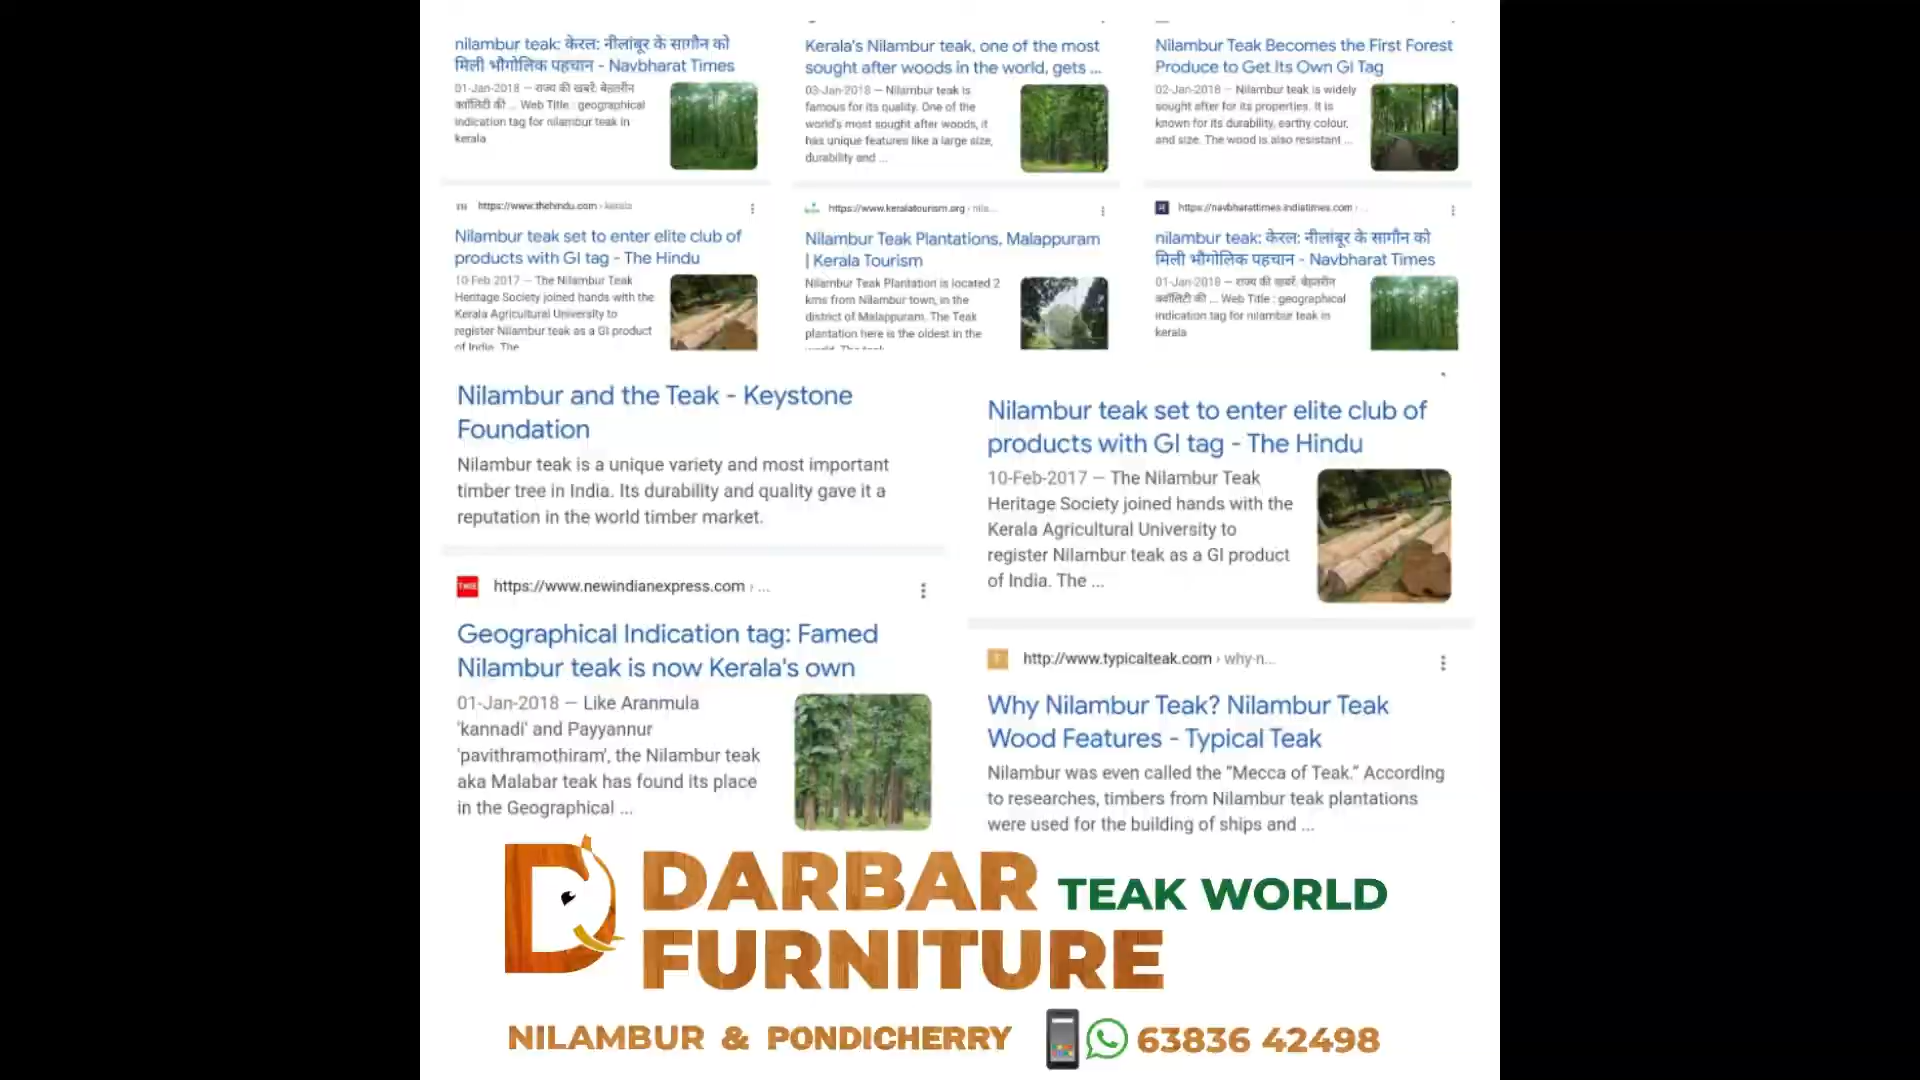 nilambur teak: केरल: नीलांबूर के सागौन को
मिली भौगोलिक पहचान - Navbharat Times
01-Jan-2018 — राज्य की खबरें: बेहतरीन
क्वॉलिटी की ... Web Title : geographical
indication tag for nilambur teak in
kerala
Kerala's Nilambur teak, one of the most
sought after woods in the world, gets ...
03-Jan-2018 — Nilambur teak is
famous for its quality. One of the
world's most sought after woods, it
has unique features like a large size,
durability and ...
Nilambur Teak Becomes the First Forest
Produce to Get Its Own GI Tag
02-Jan-2018 — Nilambur teak is widely
sought after for its properties. It is
known for its durability, earthy colour,
and size. The wood is also resistant ...
TH https://www.thehindu.com › kerala
Nilambur teak set to enter elite club of
products with GI tag - The Hindu
10-Feb-2017 — The Nilambur Teak
Heritage Society joined hands with the
Kerala Agricultural University to
register Nilambur teak as a GI product
of India. The
https://www.keralatourism.org › nila...
Nilambur Teak Plantations, Malappuram
| Kerala Tourism
Nilambur Teak Plantation is located 2
kms from Nilambur town, in the
district of Malappuram. The Teak
plantation here is the oldest in the
world. The teak
https://navbharattimes.indiatimes.com › ...
nilambur teak: केरल: नीलांबूर के सागौन को
मिली भौगोलिक पहचान - Navbharat Times
01-Jan-2018 — राज्य की खबरें: बेहतरीन
क्वॉलिटी की ... Web Title : geographical
indication tag for nilambur teak in
kerala
Nilambur and the Teak - Keystone
Foundation
Nilambur teak is a unique variety and most important
timber tree in India. Its durability and quality gave it a
reputation in the world timber market.
TNIE https://www.newindianexpress.com › ...
Geographical Indication tag: Famed
Nilambur teak is now Kerala's own
01-Jan-2018 — Like Aranmula
'kannadi' and Payyannur
'pavithramothiram', the Nilambur teak
aka Malabar teak has found its place
in the Geographical ...
Nilambur teak set to enter elite club of
products with GI tag - The Hindu
10-Feb-2017 — The Nilambur Teak
Heritage Society joined hands with the
Kerala Agricultural University to
register Nilambur teak as a GI product
of India. The ...
http://www.typicalteak.com › why-n...
Why Nilambur Teak? Nilambur Teak
Wood Features - Typical Teak
Nilambur was even called the “Mecca of Teak.” According
to researches, timbers from Nilambur teak plantations
were used for the building of ships and ...
DARBAR TEAK WORLD
FURNITURE
NILAMBUR & PONDICHERRY 63836 42498